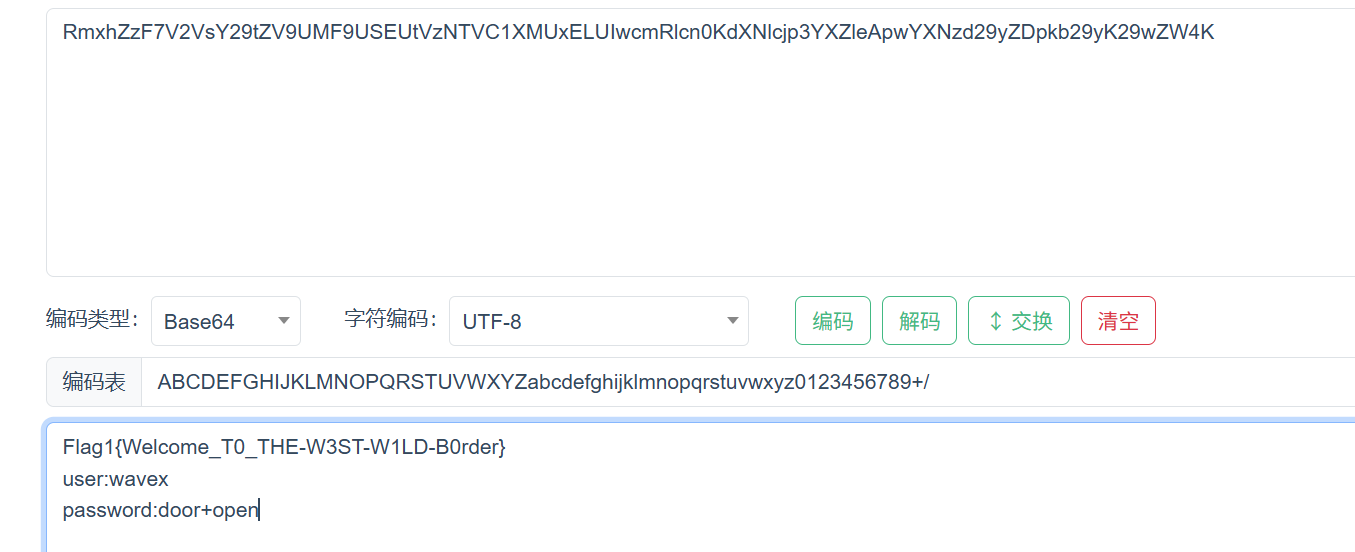 RmxhZzF7V2VsY29tZV9UMF9USEUtVzNTVC1XMUxELUIwcmRlcn0KdXNlcjp3YXZleApwYXNzd29yZDpkb29yK29wZW4K
编码类型： Base64 字符编码： UTF-8 编码 解码 ↕ 交换 清空
编码表 ABCDEFGHIJKLMNOPQRSTUVWXYZabcdefghijklmnopqrstuvwxyz0123456789+/
Flag1{Welcome_T0_THE-W3ST-W1LD-B0rder}
user:wavex
password:door+open